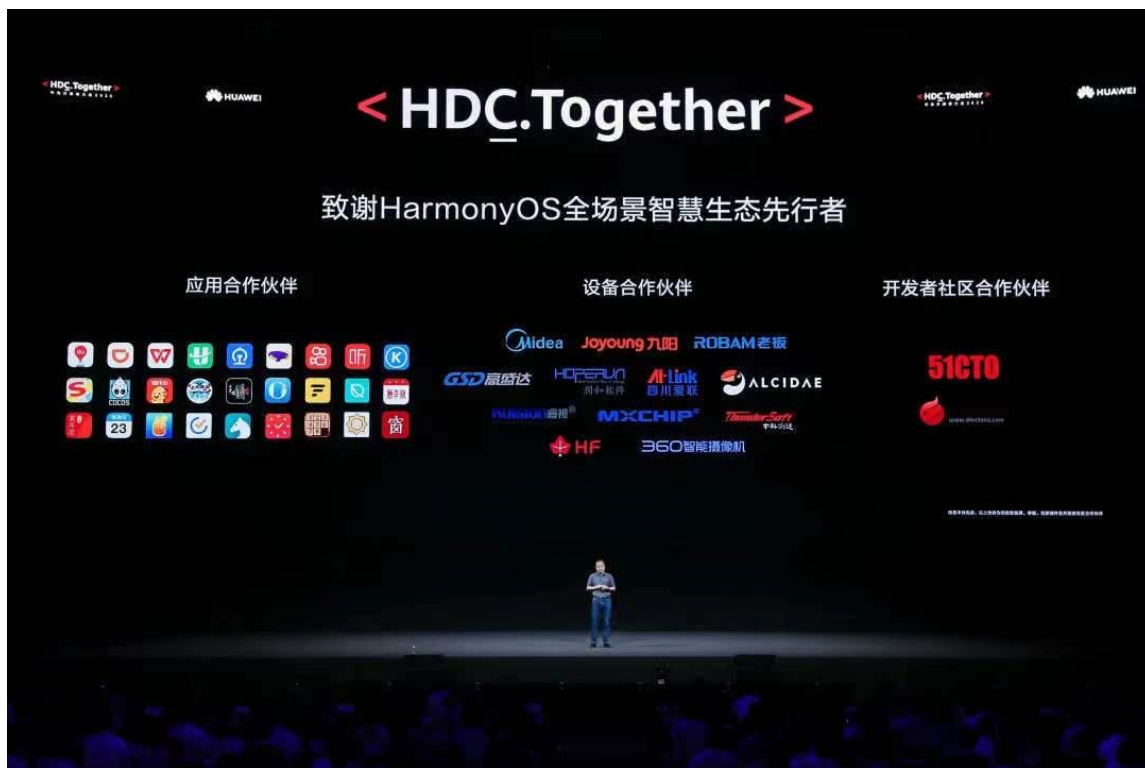 <HDC.Together>
HUAWEI
<HDC.Together>
<HDC.Together>
HUAWEI
致谢HarmonyOS全场景智慧生态先行者
应用合作伙伴
设备合作伙伴
开发者社区合作伙伴
Midea Joyoung九阳 ROBAM老板
GSD高盛达 HOPERUN 润和软件 AI-Link 四川爱联 ALCIDAE
MXCHIP® ThunderSoft
HF 360智能摄像机
51CTO
www.elecfans.com
听
K
S
COCOS
23
窗